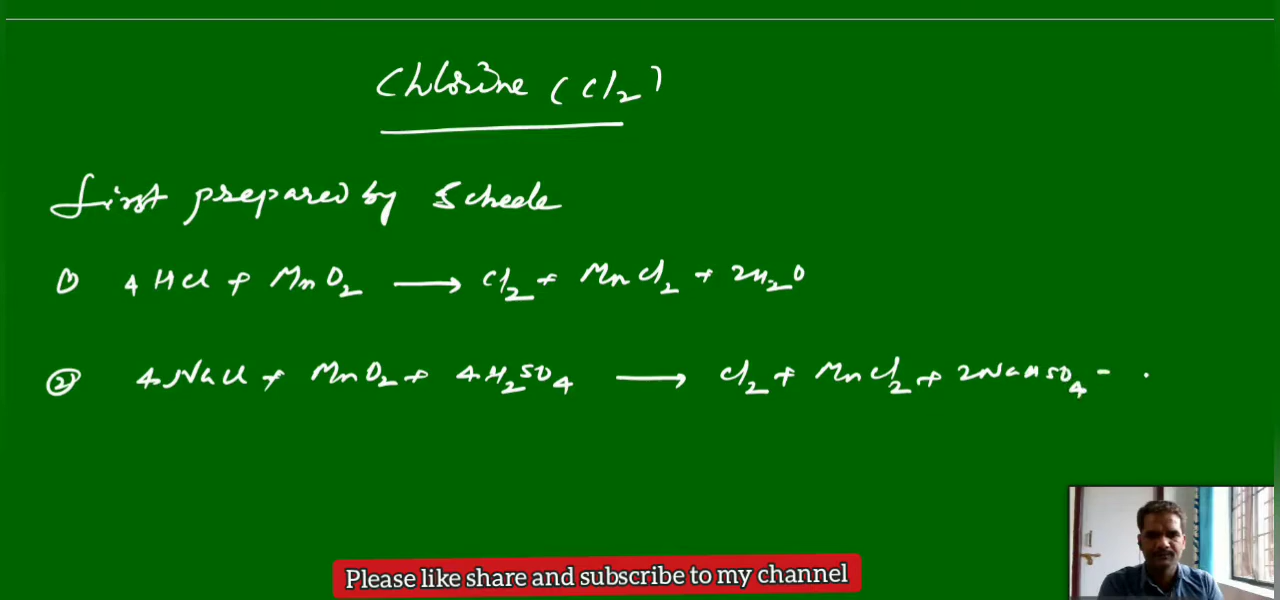 Chlorine (Cl2)
First prepared by Scheele
① 4HCl + MnO2 → Cl2 + MnCl2 + 2H2O
② 4NaCl + MnO2 + 4H2SO4 → Cl2 + MnCl2 + 2NaHSO4 -
Please like share and subscribe to my channel